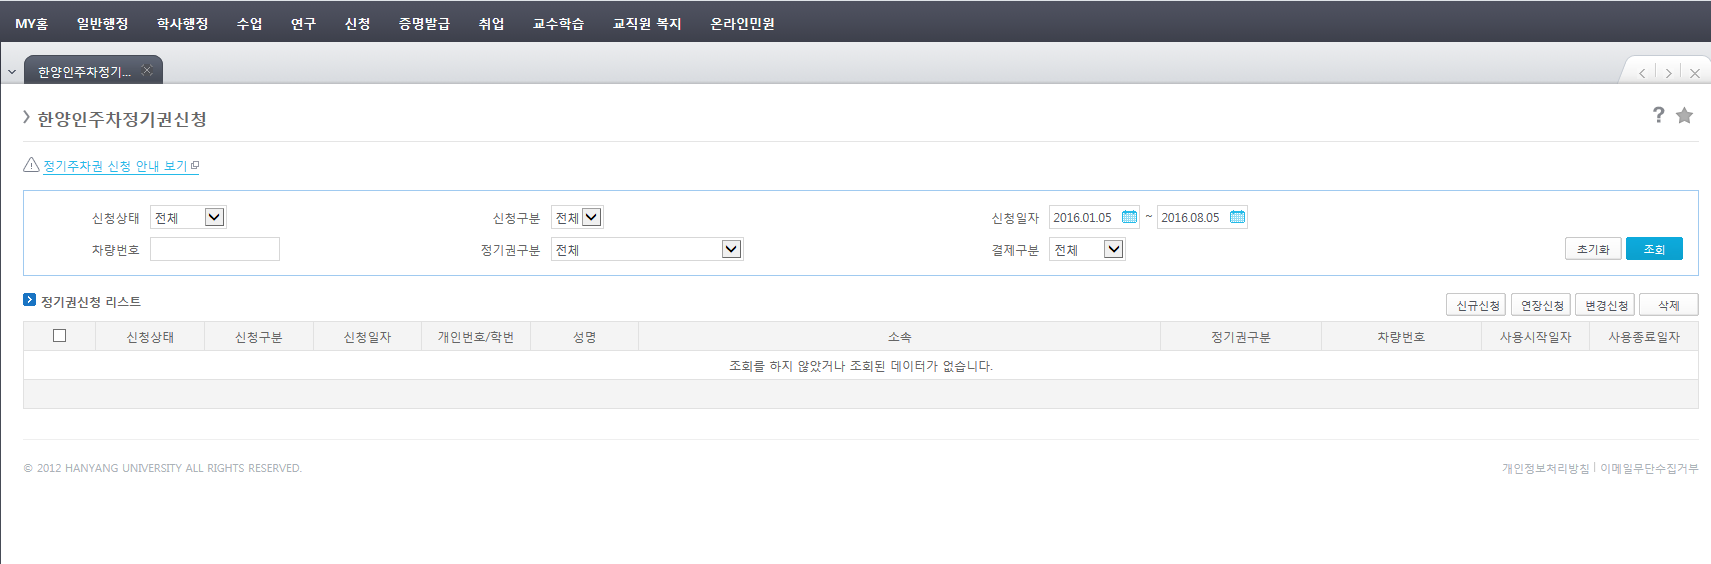 MY홈 일반행정 학사행정 수업 연구 신청 증명발급 취업 교수학습 교직원 복지 온라인민원
한양인주차정기...
한양인주차정기권신청
정기주차권 신청 안내 보기
신청상태 전체 신청구분 전체 신청일자 2016.01.05 ~ 2016.08.05
차량번호 정기권구분 전체 결제구분 전체 초기화 조회
정기권신청 리스트 신규신청 연장신청 변경신청 삭제
신청상태 신청구분 신청일자 개인번호/학번 성명 소속 정기권구분 차량번호 사용시작일자 사용종료일자
조회를 하지 않았거나 조회된 데이터가 없습니다.
© 2012 HANYANG UNIVERSITY ALL RIGHTS RESERVED. 개인정보처리방침 | 이메일무단수집거부